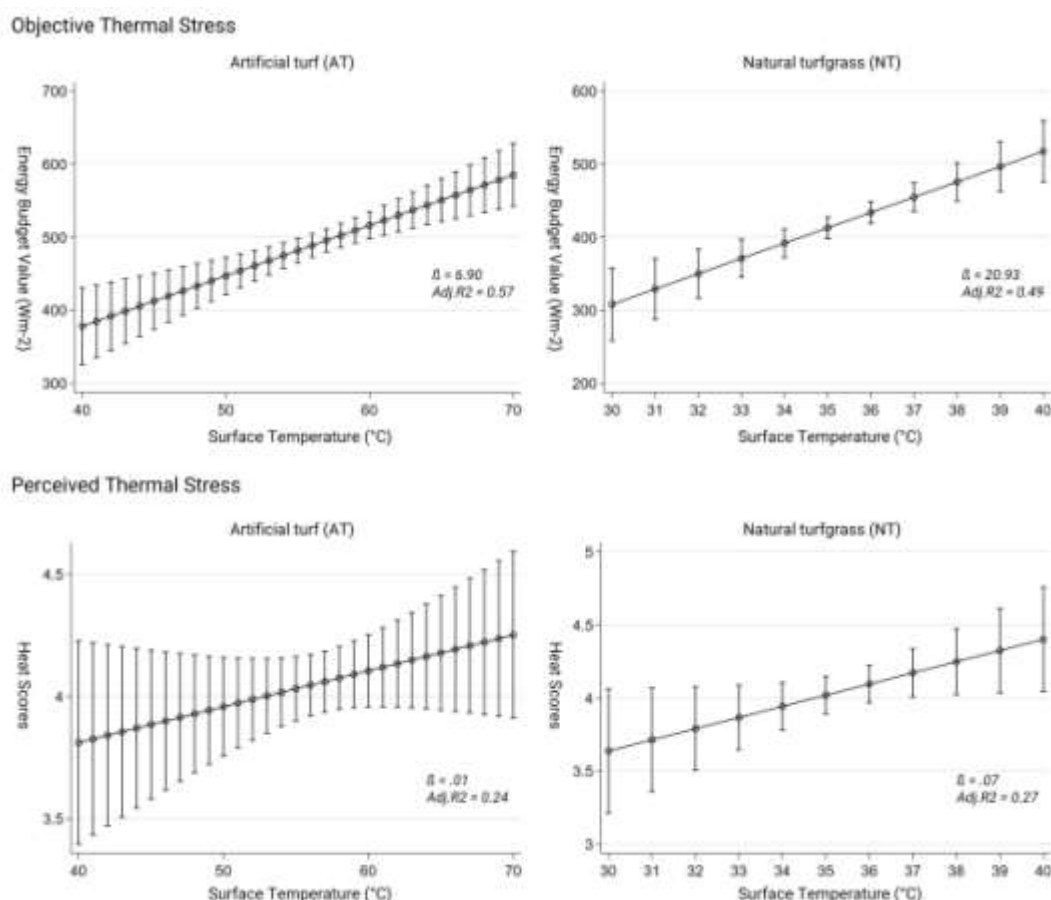 Objective Thermal Stress
Artificial turf (AT)
700
600
500
400
300
Energy Budget Value (Wm-2)
ß = 6.90
Adj.R2 = 0.57
40 50 60 70
Surface Temperature (°C)
Natural turfgrass (NT)
600
500
400
300
200
Energy Budget Value (Wm-2)
ß = 20.93
Adj.R2 = 0.49
30 31 32 33 34 35 36 37 38 39 40
Surface Temperature (°C)
Perceived Thermal Stress
Artificial turf (AT)
4.5
4
3.5
Heat Scores
ß = .01
Adj.R2 = 0.24
40 50 60 70
Surface Temperature (°C)
Natural turfgrass (NT)
5
4.5
4
3.5
3
Heat Scores
ß = .07
Adj.R2 = 0.27
30 31 32 33 34 35 36 37 38 39 40
Surface Temperature (°C)